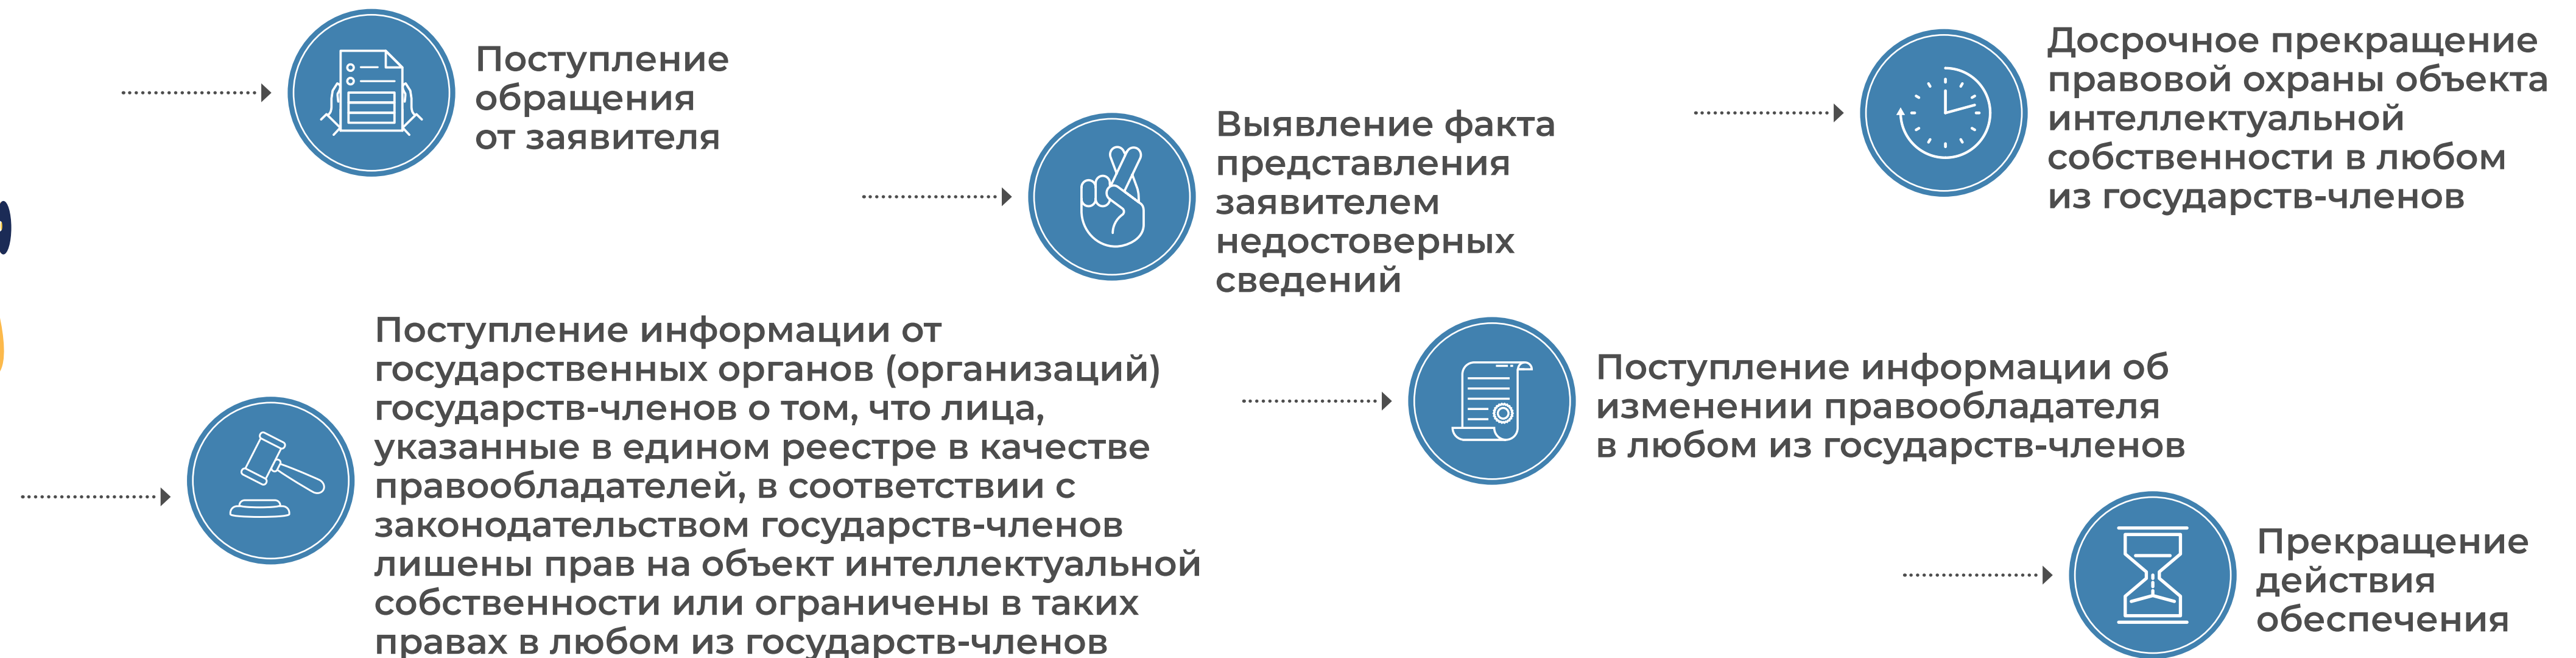 Поступление
обращения
от заявителя
Выявление факта
представления
заявителем
недостоверных
сведений
Досрочное прекращение
правовой охраны объекта
интеллектуальной
собственности в любом
из государств-членов
Поступление информации от
государственных органов (организаций)
государств-членов о том, что лица,
указанные в едином реестре в качестве
правообладателей, в соответствии с
законодательством государств-членов
лишены прав на объект интеллектуальной
собственности или ограничены в таких
правах в любом из государств-членов
Поступление информации об
изменении правообладателя
в любом из государств-членов
Прекращение
действия
обеспечения